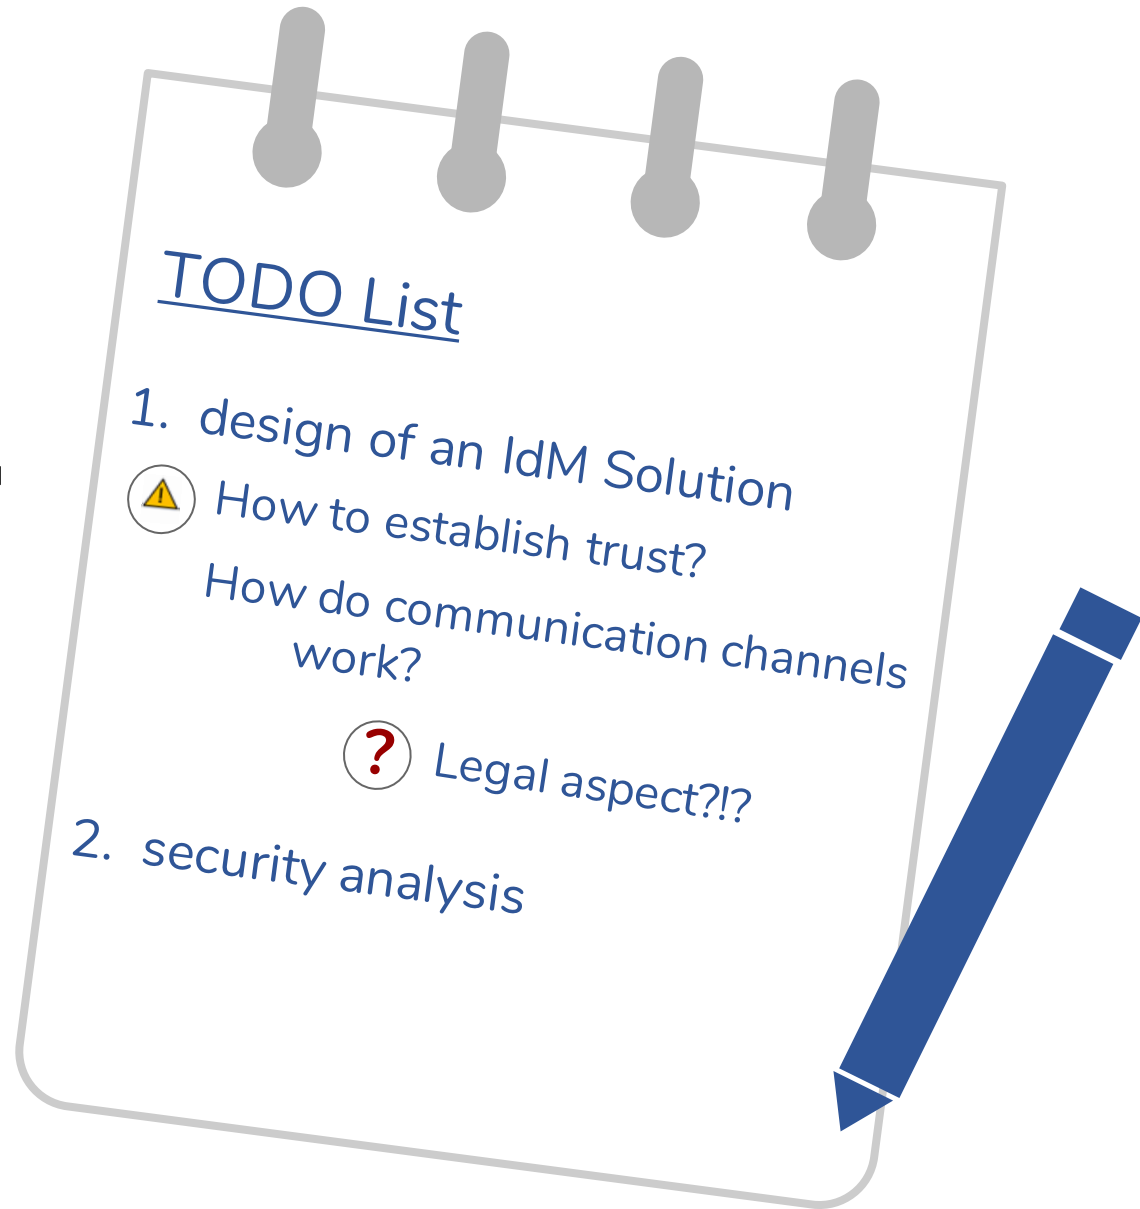 TODO List
1. design of an IdM Solution
How to establish trust?
How do communication channels
work?
? Legal aspect?!?
2. security analysis